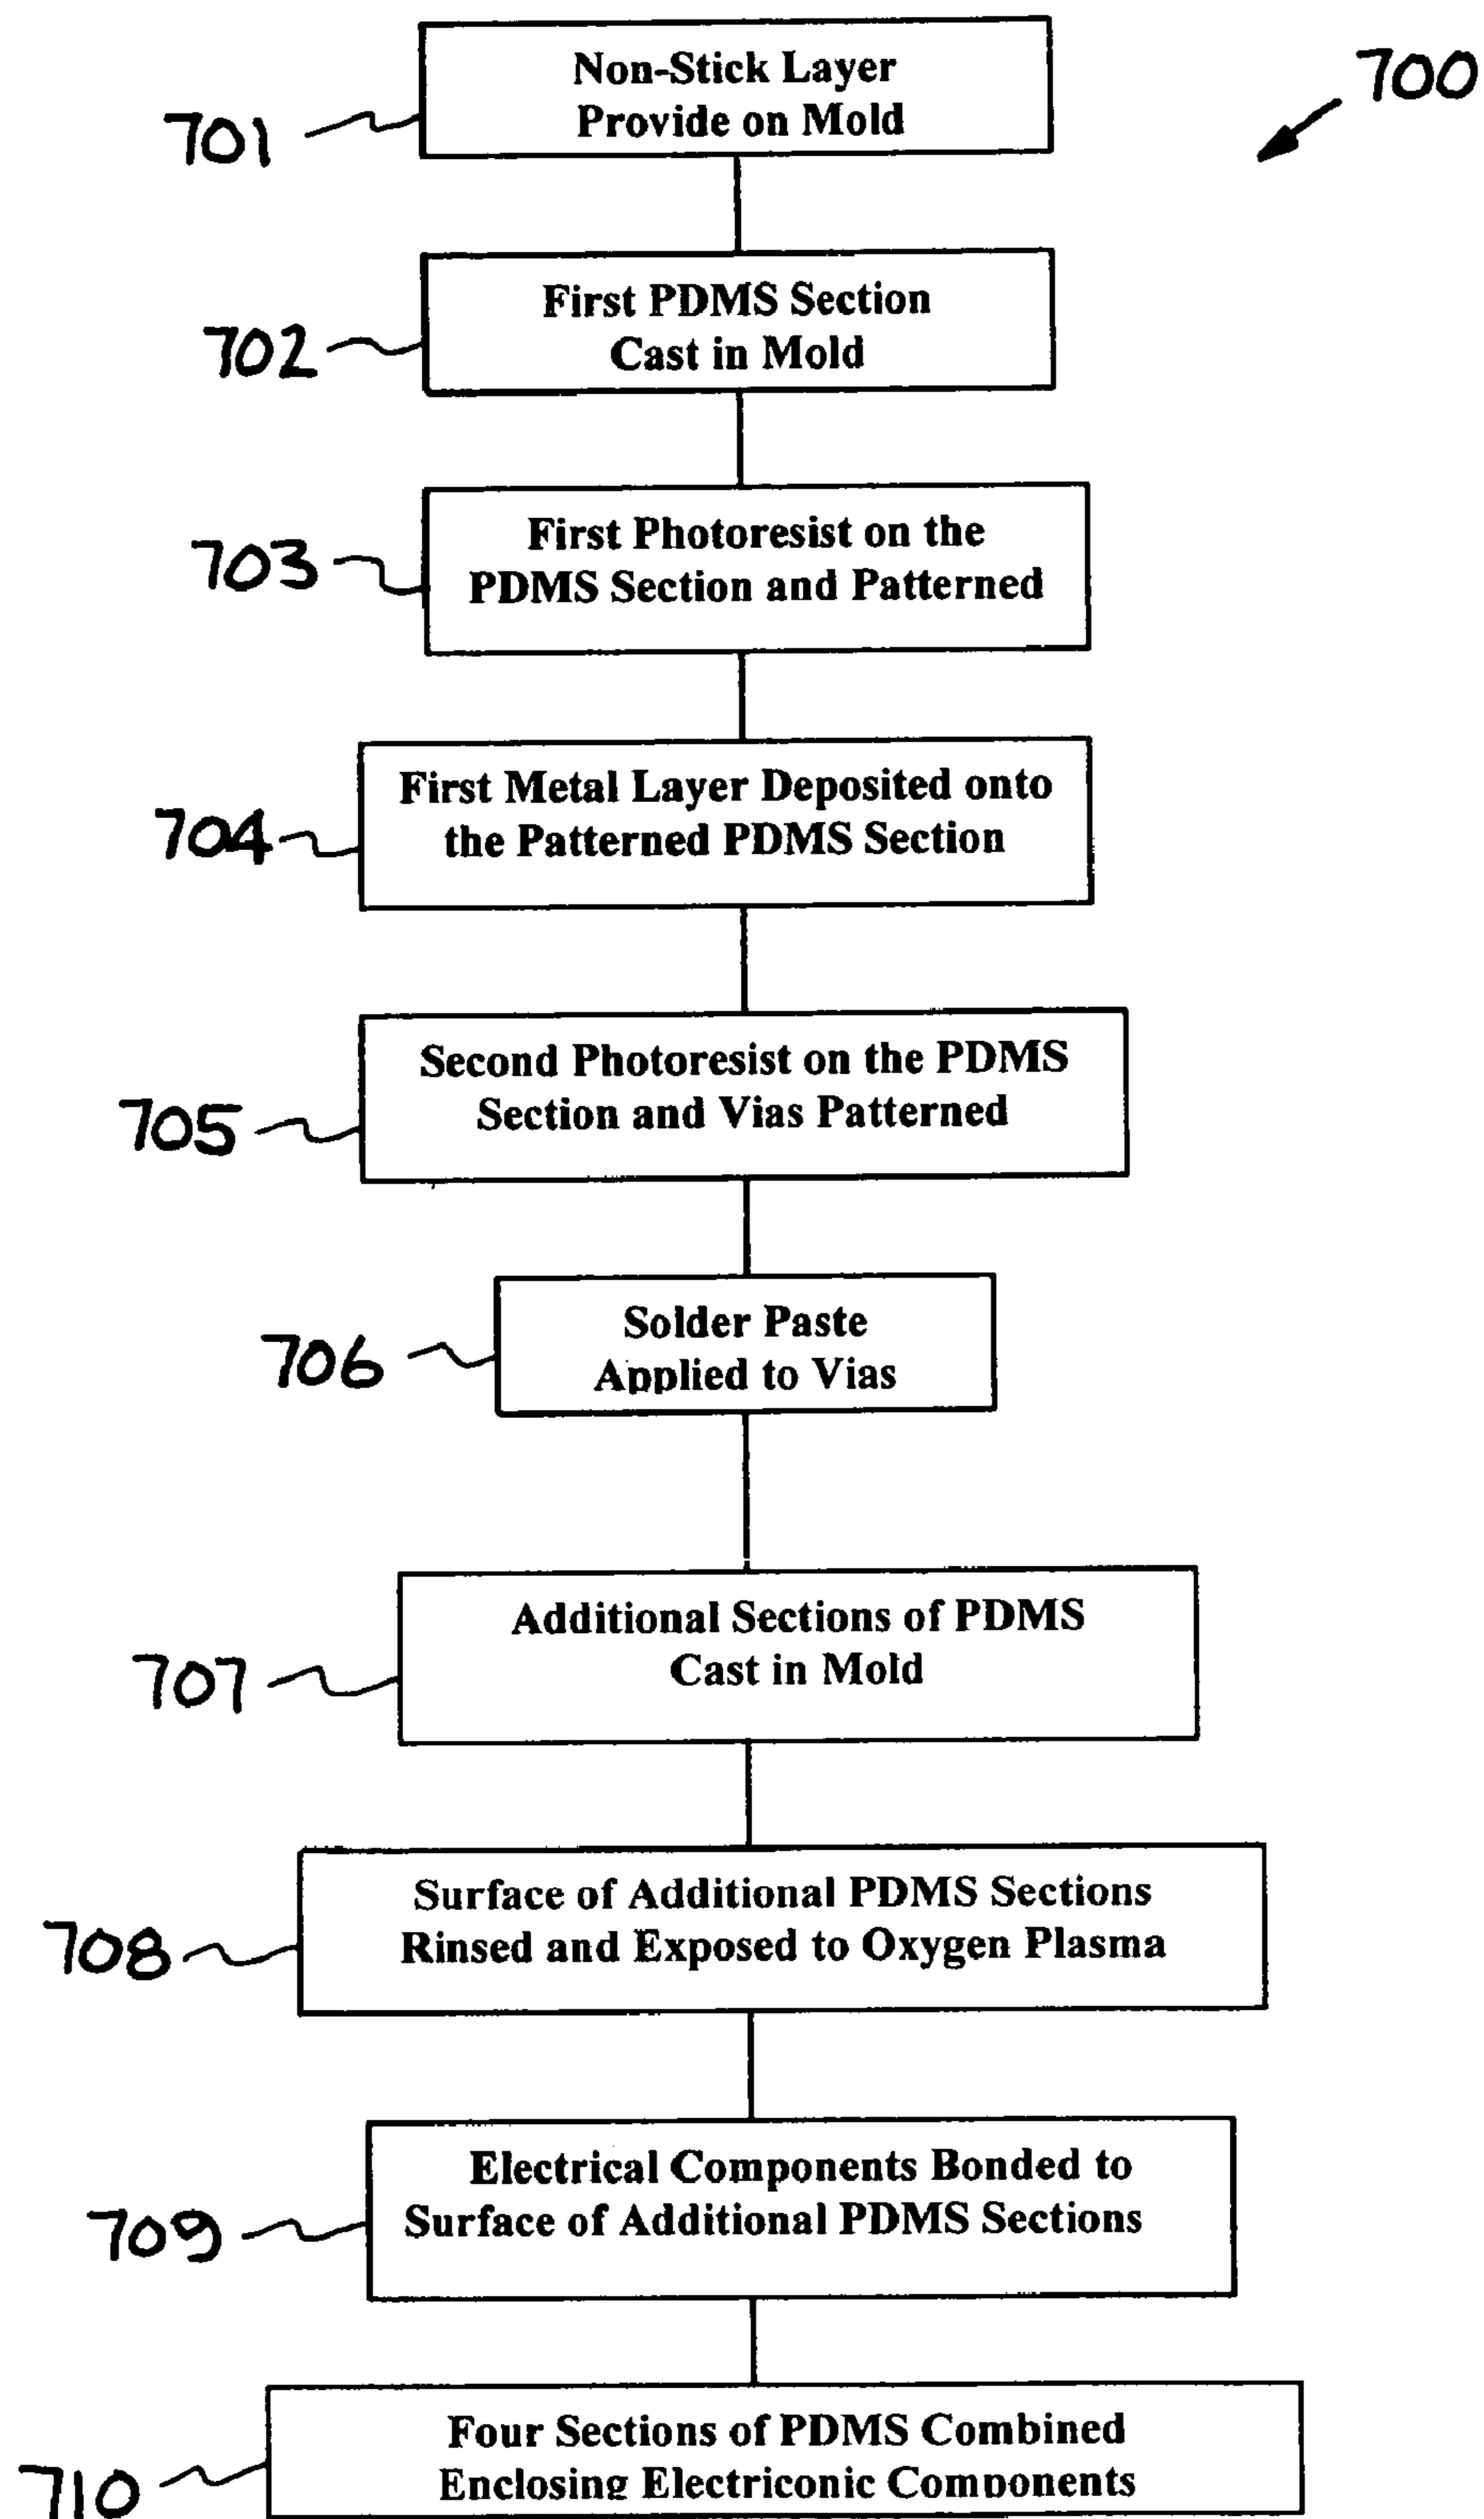 700
701
Non-Stick Layer
Provide on Mold
702
First PDMS Section
Cast in Mold
703
First Photoresist on the
PDMS Section and Patterned
704
First Metal Layer Deposited onto
the Patterned PDMS Section
705
Second Photoresist on the PDMS
Section and Vias Patterned
706
Solder Paste
Applied to Vias
707
Additional Sections of PDMS
Cast in Mold
708
Surface of Additional PDMS Sections
Rinsed and Exposed to Oxygen Plasma
709
Electrical Components Bonded to
Surface of Additional PDMS Sections
710
Four Sections of PDMS Combined
Enclosing Electriconic Components